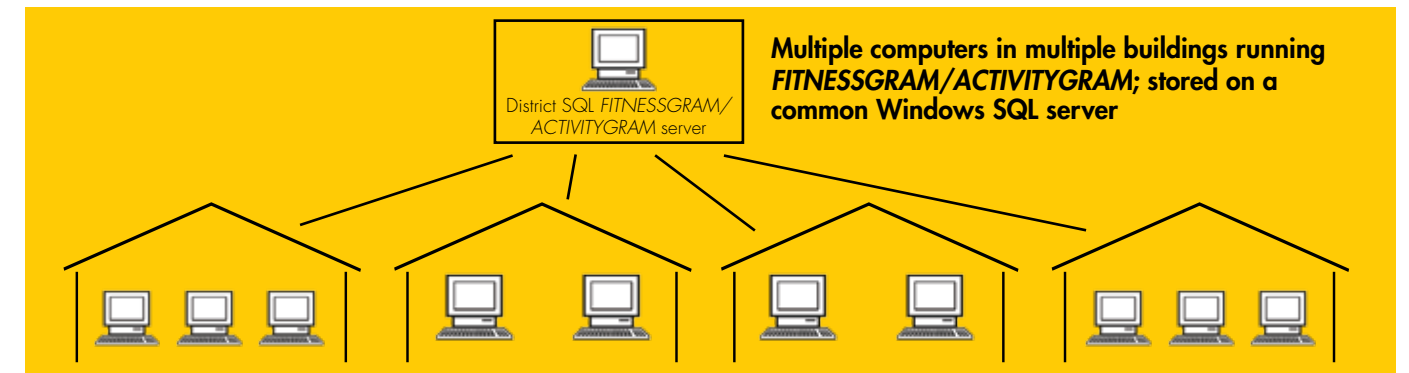 District SQL FITNESSGRAM/
ACTIVITYGRAM server
Multiple computers in multiple buildings running
FITNESSGRAM/ACTIVITYGRAM; stored on a
common Windows SQL server